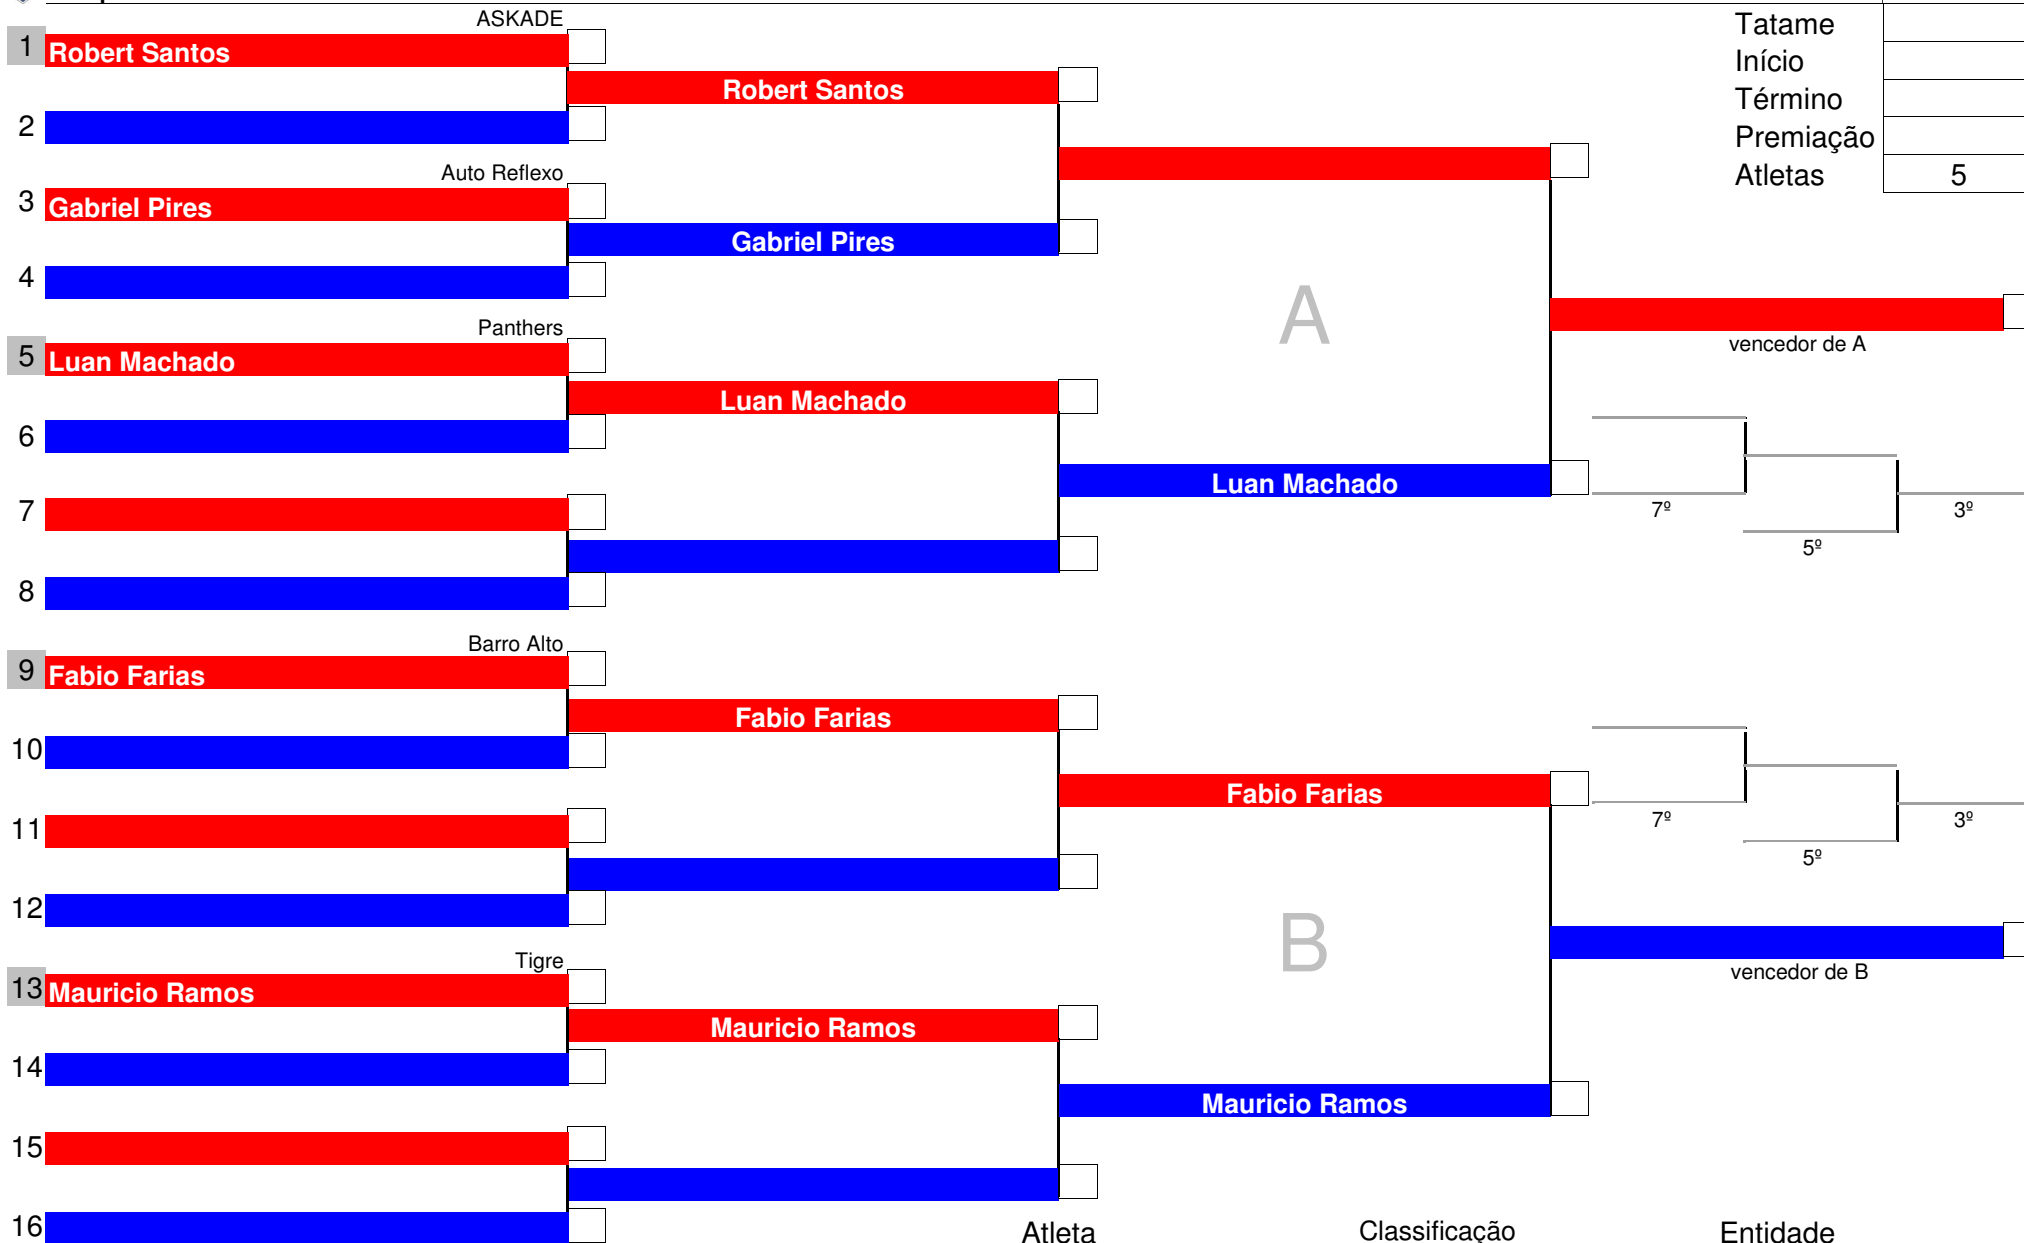 ASKADE
Tatame
1 Robert Santos
Início
Robert Santos
Término
2
Premiação
Auto Reflexo
Atletas 5
3 Gabriel Pires
Gabriel Pires
4
A
Panthers
vencedor de A
5 Luan Machado
Luan Machado
6
Luan Machado
7
7º
3º
5º
8
Barro Alto
9 Fabio Farias
Fabio Farias
10
Fabio Farias
11
7º
3º
5º
12
B
Tigre
vencedor de B
13 Mauricio Ramos
Mauricio Ramos
14
Mauricio Ramos
15
16
Atleta Classificação Entidade